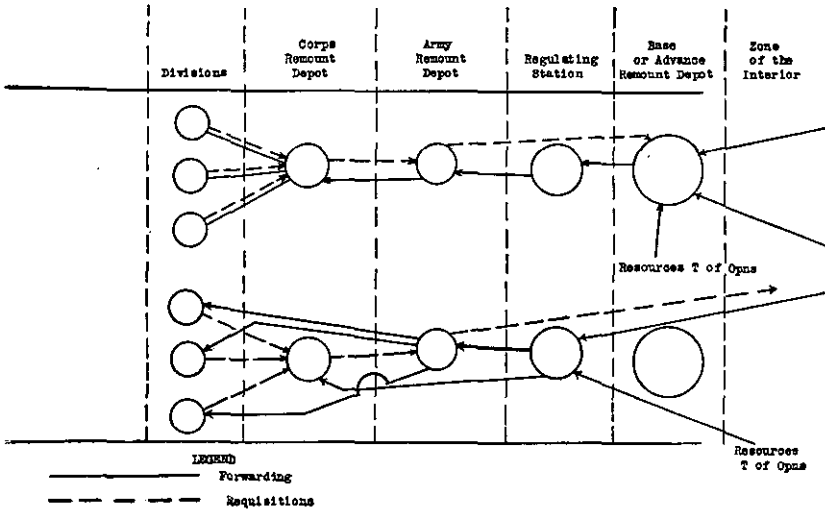 Divisions
Corps
Remount
Depot
Army
Remount
Depot
Regulating
Station
Base
or Advance
Remount Depot
Zone
of the
Interior
Resources T of Opns
Resources
T of Opns
LEGEND
Forwarding
Requisitions